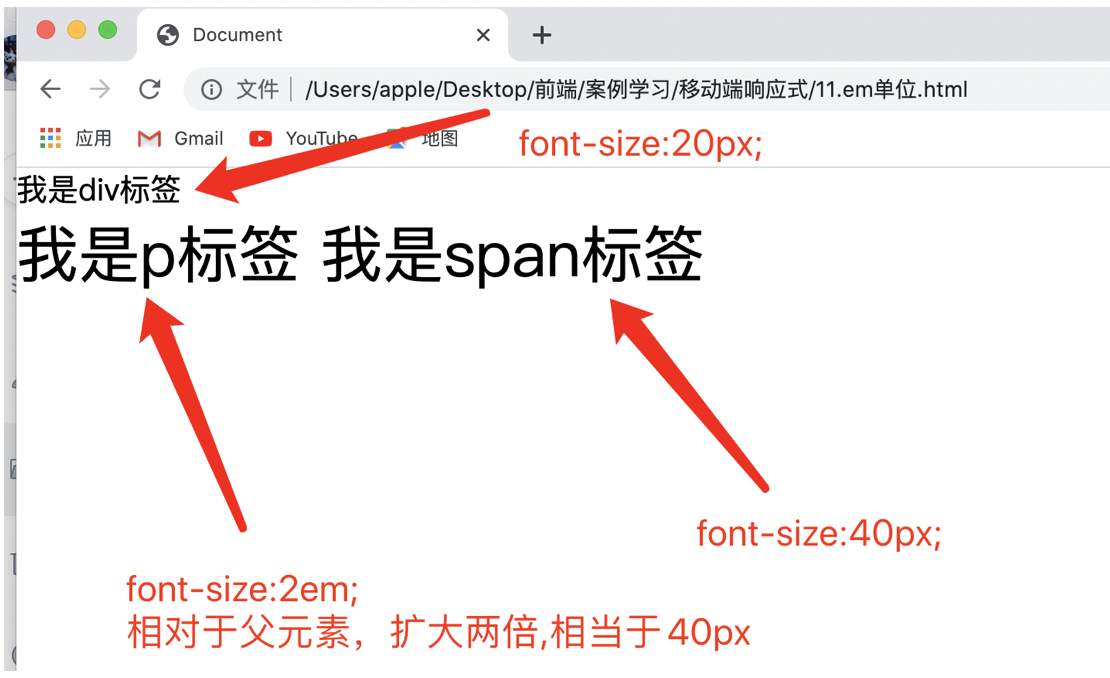 Document
文件 /Users/apple/Desktop/前端/案例学习/移动端响应式/11.em单位.html
应用 Gmail YouTube 地图
font-size:20px;
我是div标签
我是p标签 我是span标签
font-size:40px;
font-size:2em;
相对于父元素，扩大两倍,相当于40px